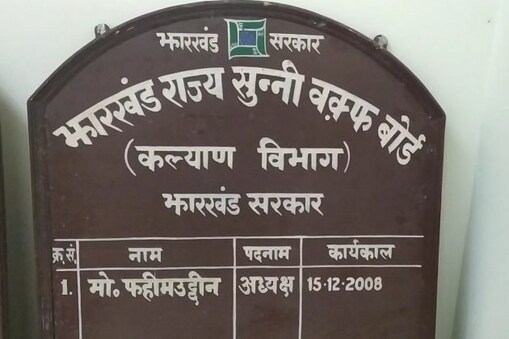 झारखंड सरकार
झारखंड राज्य सुन्नी वक़्फ बोर्ड
(कल्याण विभाग)
झारखंड सरकार
क्र.सं. नाम पदनाम कार्यकाल
1. मो॰ फहीमउद्दीन अध्यक्ष 15-12-2008